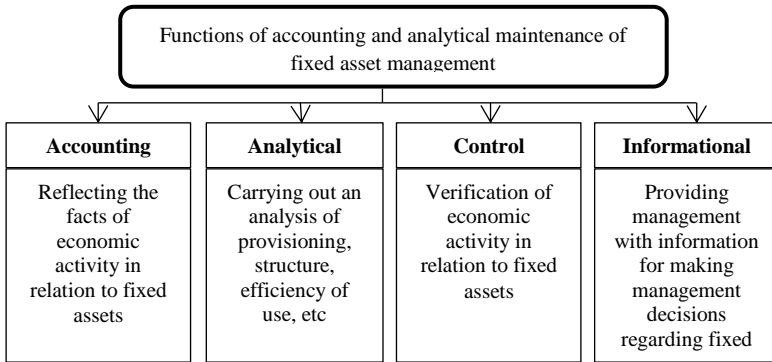 Functions of accounting and analytical maintenance of
fixed asset management
Accounting
Analytical
Control
Informational
Reflecting the
facts of
economic
activity in
relation to fixed
assets
Carrying out an
analysis of
provisioning,
structure,
efficiency of
use, etc
Verification of
economic
activity in
relation to fixed
assets
Providing
management
with information
for making
management
decisions
regarding fixed